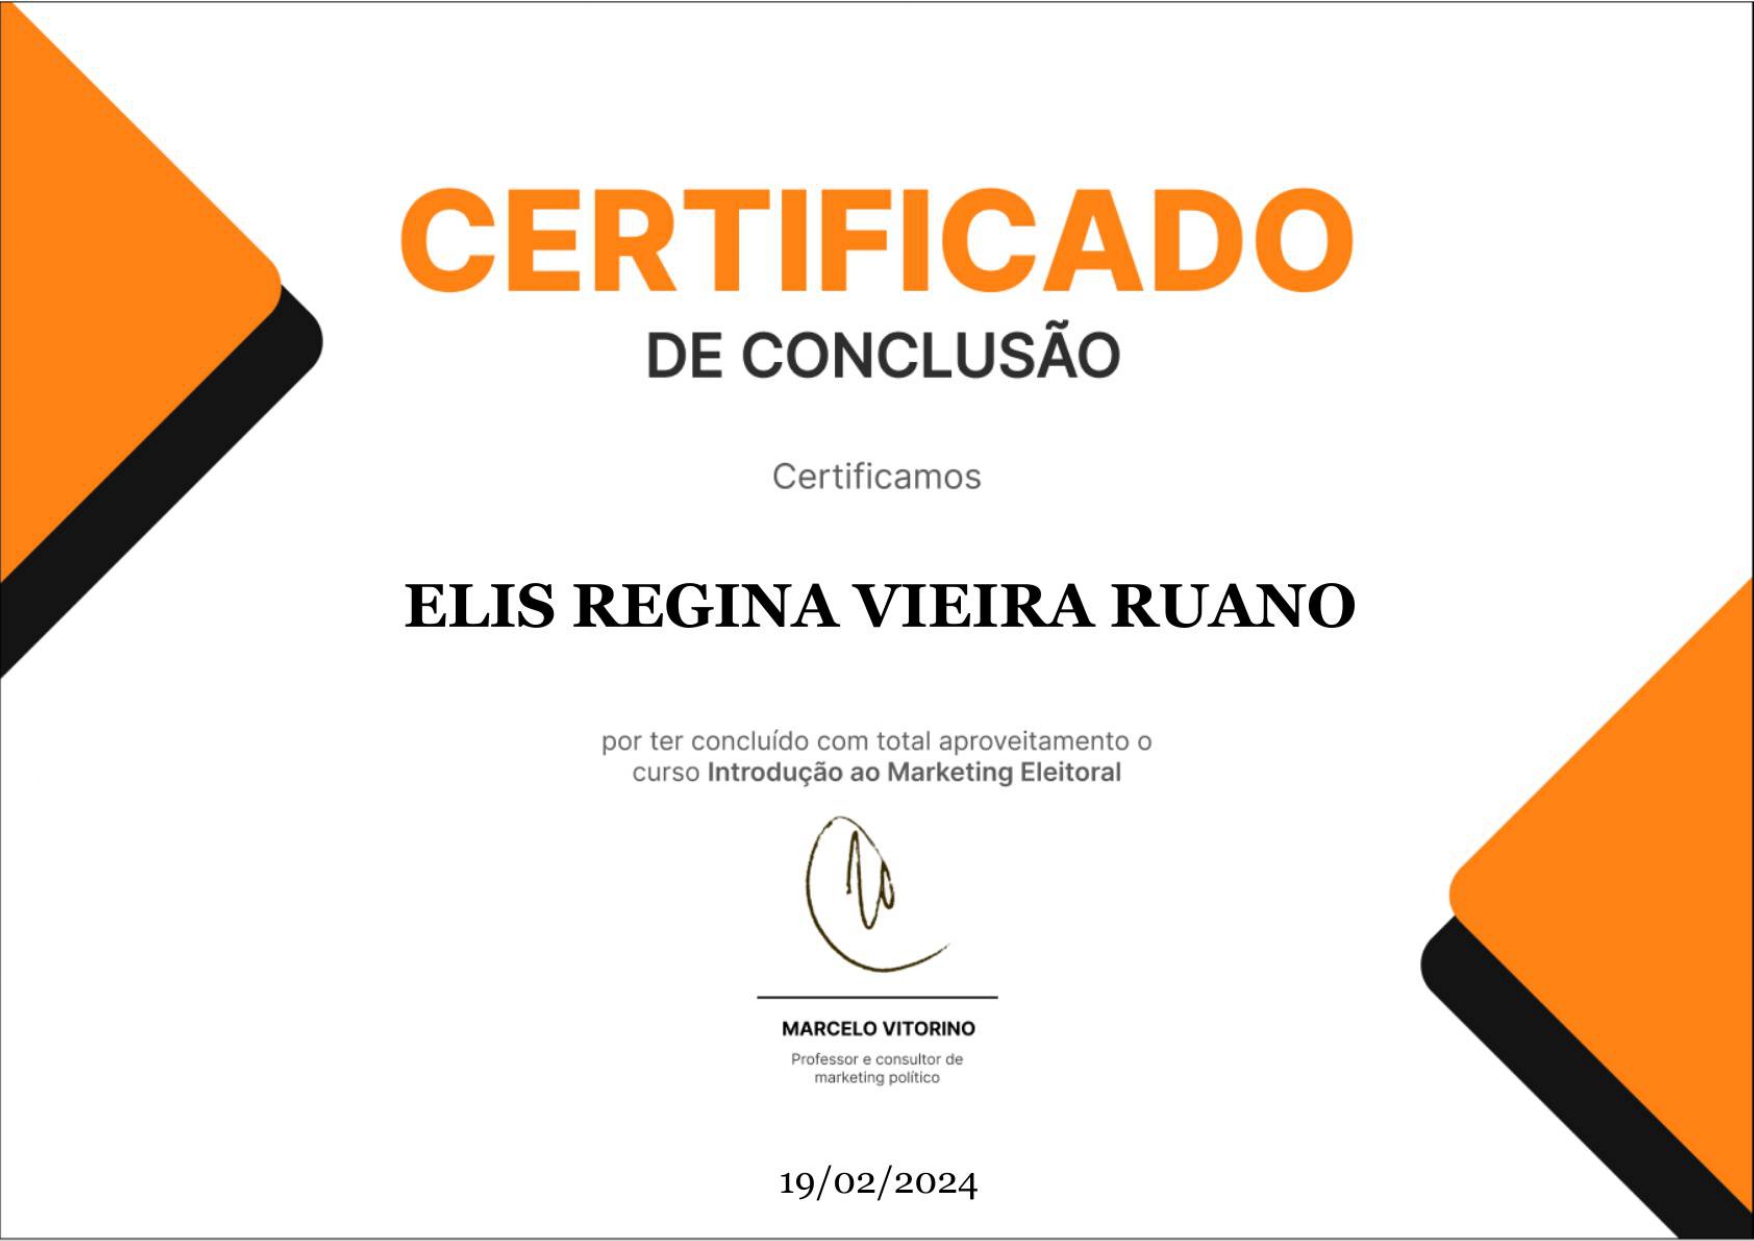 CERTIFICADO
DE CONCLUSÃO
Certificamos
ELIS REGINA VIEIRA RUANO
por ter concluído com total aproveitamento o
curso Introdução ao Marketing Eleitoral
MARCELO VITORINO
Professor e consultor de
marketing político
19/02/2024